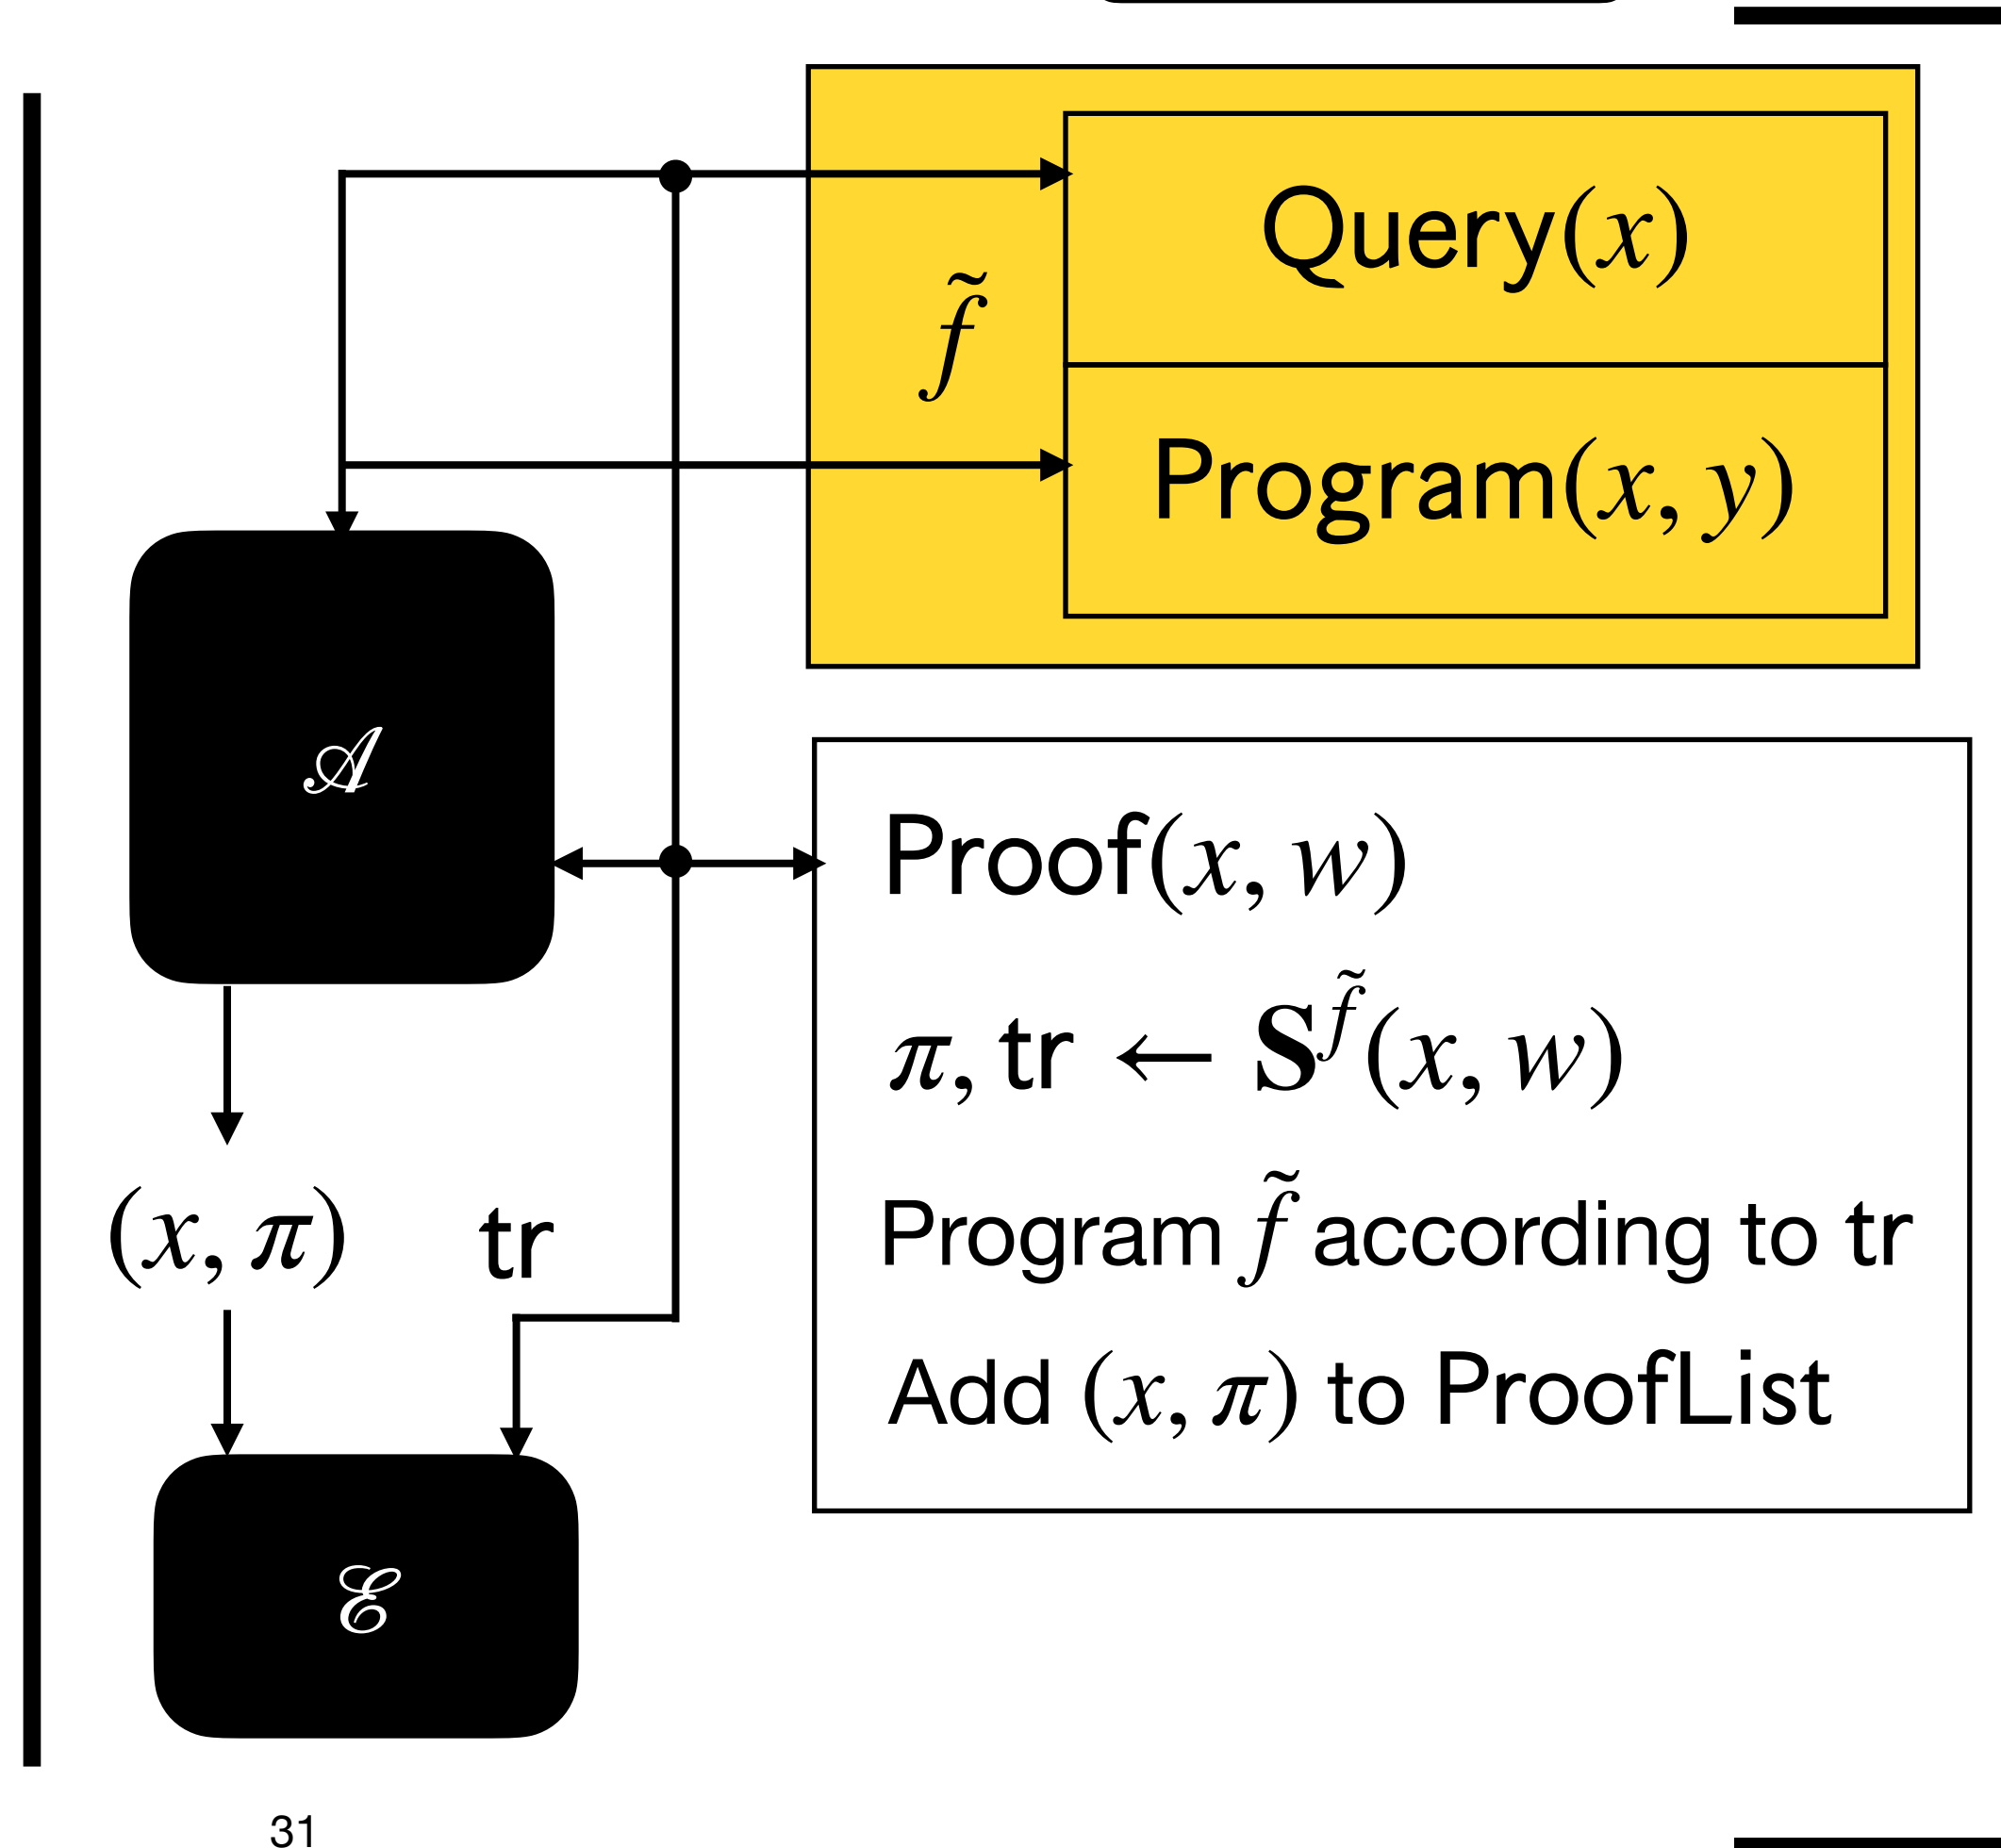 Query(x)
f̃
Program(x, y)
𝒜
Proof(x, w)
π, tr ← S^f̃(x, w)
(x, π) tr
Program f̃ according to tr
Add (x, π) to ProofList
ℰ
31